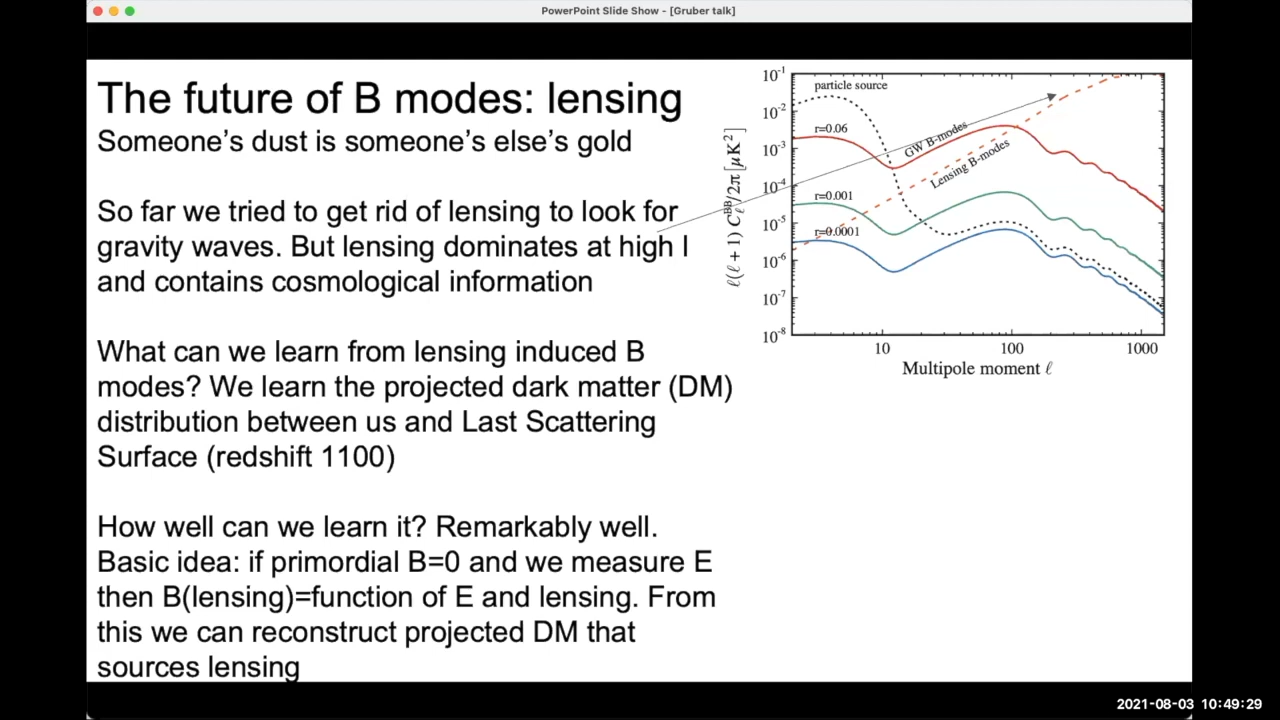 PowerPoint Slide Show - [Gruber talk]
The future of B modes: lensing
Someone’s dust is someone’s else’s gold
So far we tried to get rid of lensing to look for
gravity waves. But lensing dominates at high l
and contains cosmological information
What can we learn from lensing induced B
modes? We learn the projected dark matter (DM)
distribution between us and Last Scattering
Surface (redshift 1100)
How well can we learn it? Remarkably well.
Basic idea: if primordial B=0 and we measure E
then B(lensing)=function of E and lensing. From
this we can reconstruct projected DM that
sources lensing
ℓ(ℓ + 1) C_ℓ^BB/2π [μK²]
10⁻¹
10⁻²
10⁻³
10⁻⁴
10⁻⁵
10⁻⁶
10⁻⁷
10⁻⁸
particle source
r=0.06
GW B-modes
Lensing B-modes
r=0.001
r=0.0001
10 100 1000
Multipole moment ℓ
2021-08-03 10:49:29